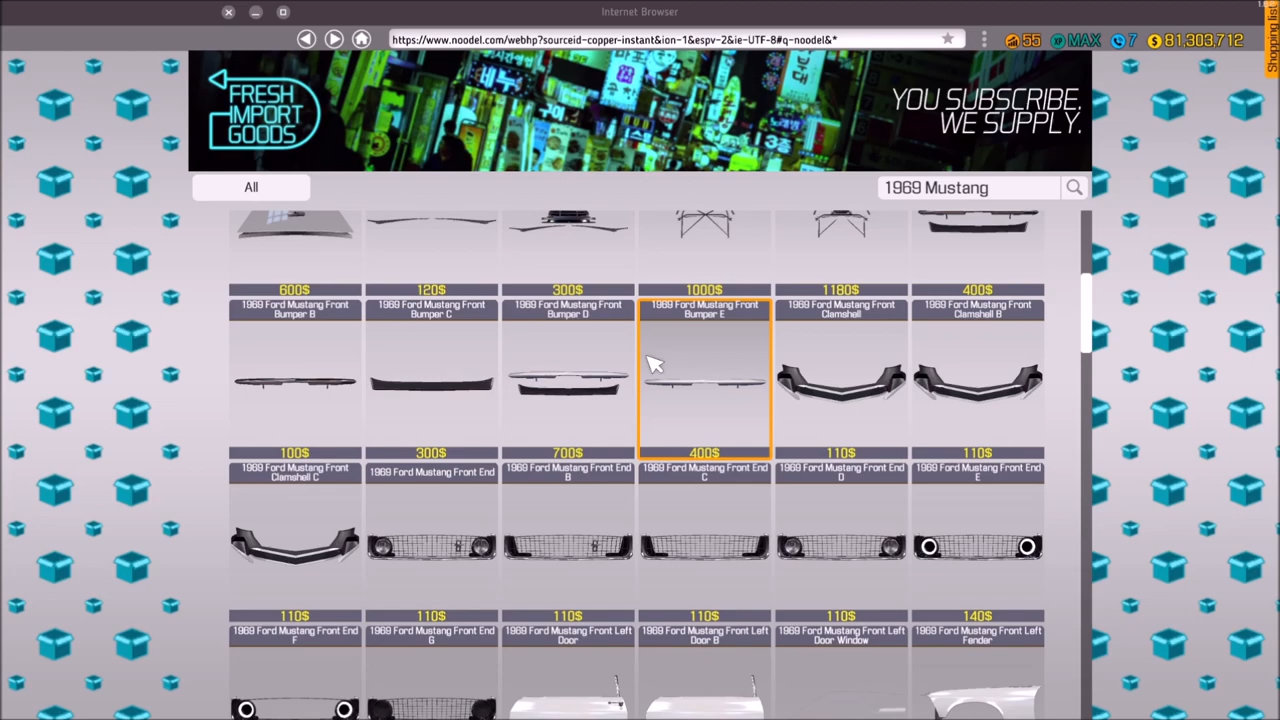 Internet Browser
1.6
Shopping list
https://www.noodel.com/webhp?sourceid-copper-instant&ion-1&espv-2&ie-UTF-8#q-noodel&*
55
XP MAX
7
$ 81,303,712
FRESH
IMPORT
GOODS
YOU SUBSCRIBE.
WE SUPPLY.
All
1969 Mustang
600$ 120$ 300$ 1000$ 1180$ 400$
1969 Ford Mustang Front
Bumper B
1969 Ford Mustang Front
Bumper C
1969 Ford Mustang Front
Bumper D
1969 Ford Mustang Front
Bumper E
1969 Ford Mustang Front
Clamshell
1969 Ford Mustang Front
Clamshell B
100$ 300$ 700$ 400$ 110$ 110$
1969 Ford Mustang Front
Clamshell C
1969 Ford Mustang Front End
1969 Ford Mustang Front End
B
1969 Ford Mustang Front End
C
1969 Ford Mustang Front End
D
1969 Ford Mustang Front End
E
110$ 110$ 110$ 110$ 110$ 140$
1969 Ford Mustang Front End
F
1969 Ford Mustang Front End
G
1969 Ford Mustang Front Left
Door
1969 Ford Mustang Front Left
Door B
1969 Ford Mustang Front Left
Door Window
1969 Ford Mustang Front Left
Fender